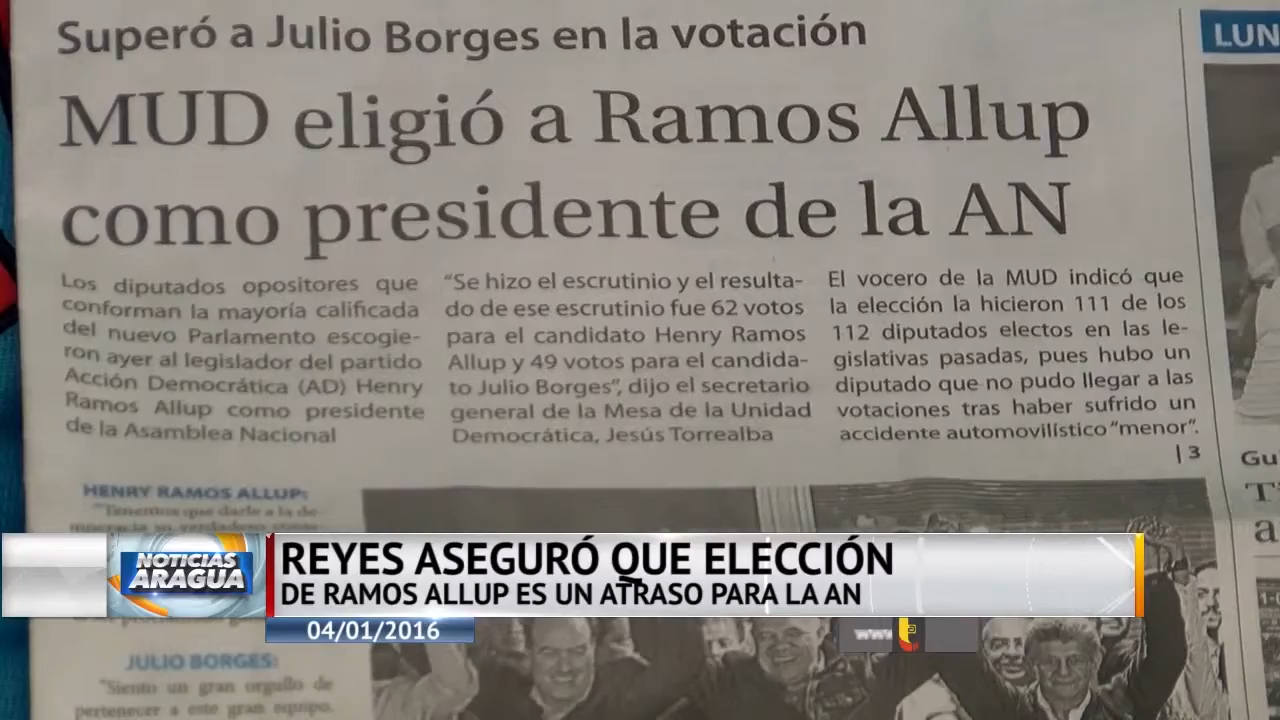 Superó a Julio Borges en la votación
LUN
MUD eligió a Ramos Allup
como presidente de la AN
Los diputados opositores que
conforman la mayoría calificada
del nuevo Parlamento escogie-
ron ayer al legislador del partido
Acción Democrática (AD) Henry
Ramos Allup como presidente
de la Asamblea Nacional
"Se hizo el escrutinio y el resulta-
do de ese escrutinio fue 62 votos
para el candidato Henry Ramos
Allup y 49 votos para el candida-
to Julio Borges", dijo el secretario
general de la Mesa de la Unidad
Democrática, Jesús Torrealba
El vocero de la MUD indicó que
la elección la hicieron 111 de los
112 diputados electos en las le-
gislativas pasadas, pues hubo un
diputado que no pudo llegar a las
votaciones tras haber sufrido un
accidente automovilístico "menor".
| 3
Gu
HENRY RAMOS ALLUP:
"Tenemos que darle a la de-
NOTICIAS
ARAGUA
REYES ASEGURÓ QUE ELECCIÓN
DE RAMOS ALLUP ES UN ATRASO PARA LA AN
04/01/2016
www
JULIO BORGES:
"Siento un gran orgullo de
pertenecer a este gran equipo.